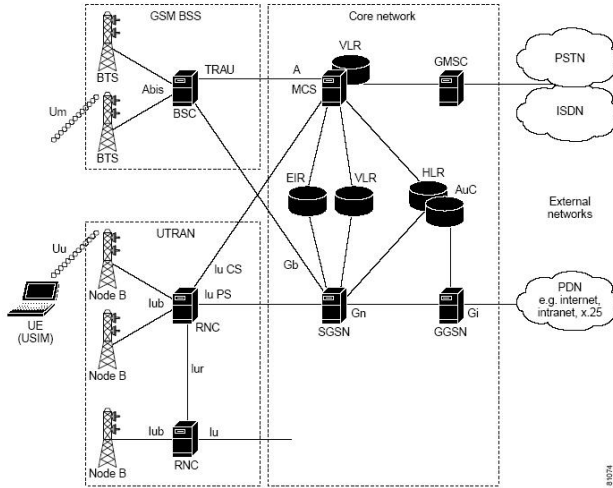 GSM BSS
Core network
VLR
BTS
TRAU
A
GMSC
PSTN
Abis
MCS
Um
BSC
ISDN
BTS
EIR
VLR
HLR
AuC
External
networks
UTRAN
Uu
Iu CS
Gb
Node B
Iub
Iu PS
Gn
Gi
PDN
e.g. internet,
intranet, x.25
UE
(USIM)
RNC
SGSN
GGSN
Node B
Iur
Iub
Iu
RNC
Node B
81074